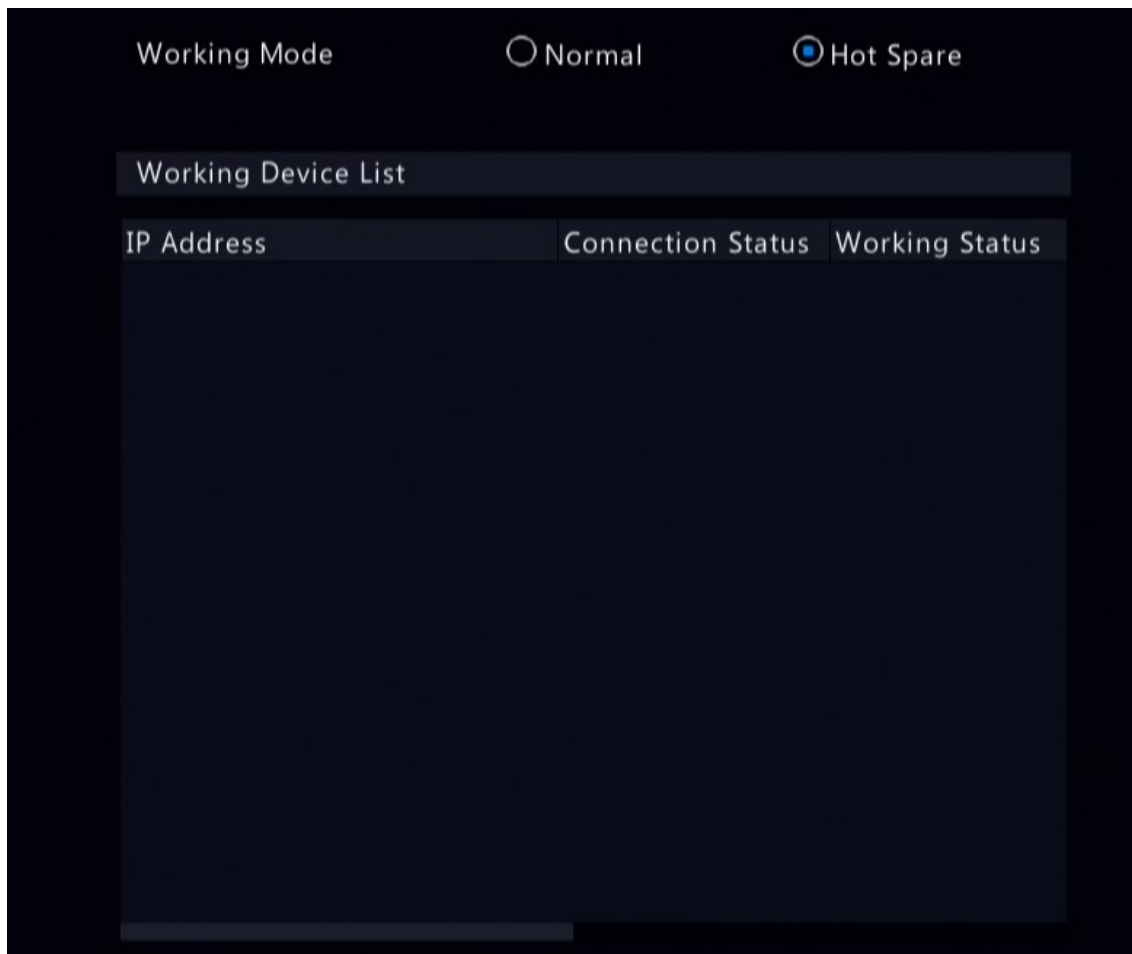 Working Mode Normal Hot Spare
Working Device List
IP Address Connection Status Working Status